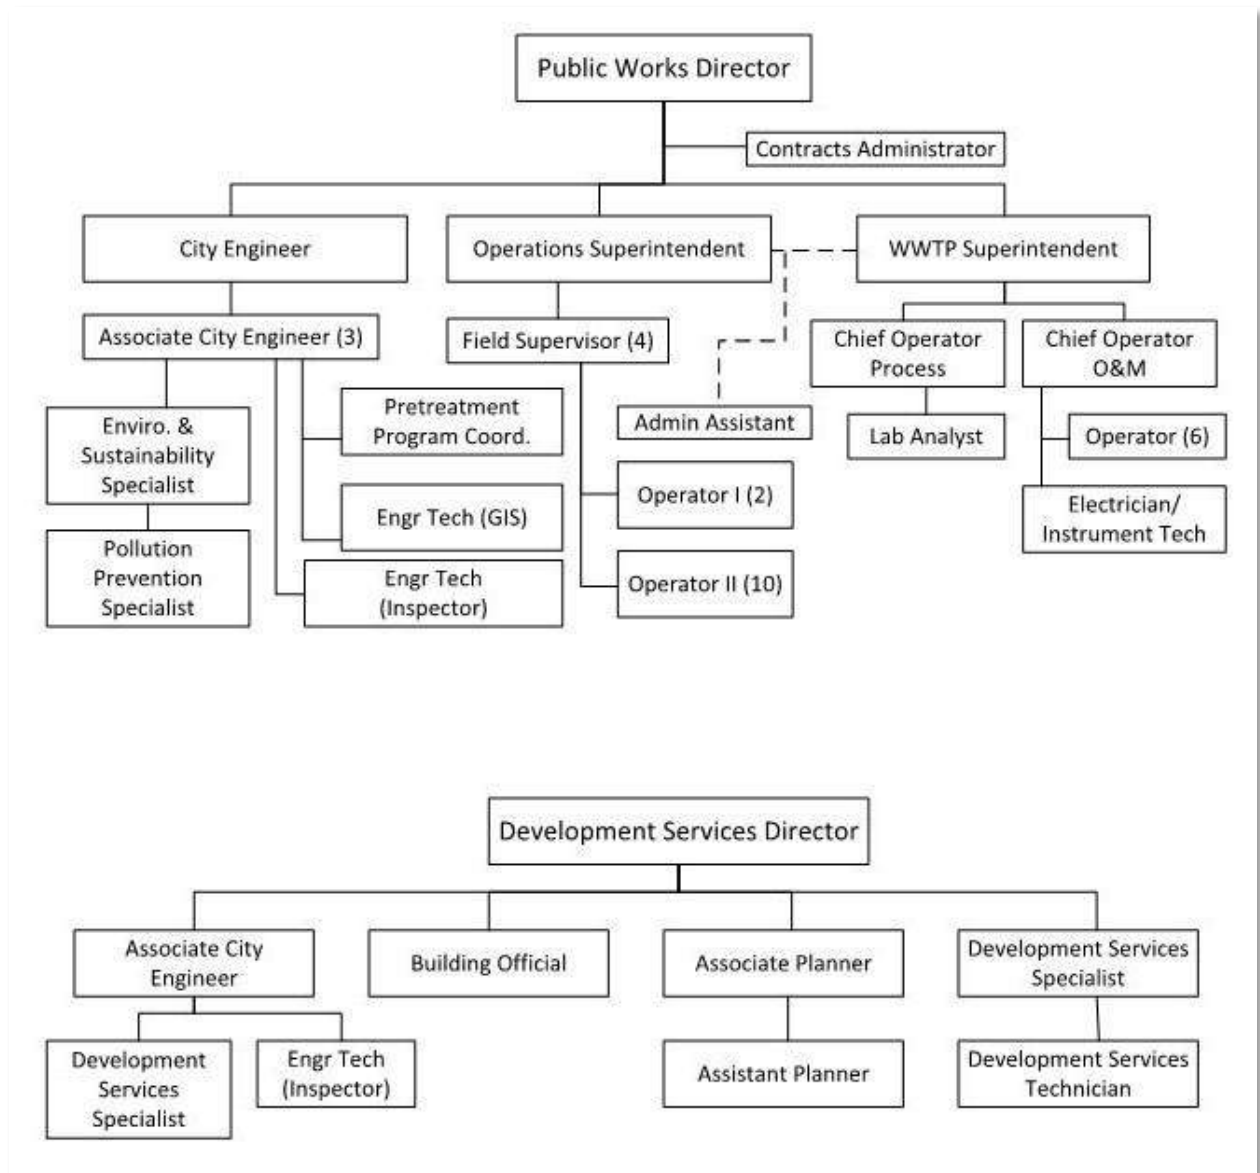 Public Works Director
Contracts Administrator
City Engineer
Operations Superintendent
WWTP Superintendent
Associate City Engineer (3)
Field Supervisor (4)
Chief Operator
Process
Chief Operator
O&M
Enviro. &
Sustainability
Specialist
Pretreatment
Program Coord.
Admin Assistant
Lab Analyst
Operator (6)
Engr Tech (GIS)
Operator I (2)
Electrician/
Instrument Tech
Pollution
Prevention
Specialist
Engr Tech
(Inspector)
Operator II (10)
Development Services Director
Associate City
Engineer
Building Official
Associate Planner
Development Services
Specialist
Development
Services
Specialist
Engr Tech
(Inspector)
Assistant Planner
Development Services
Technician